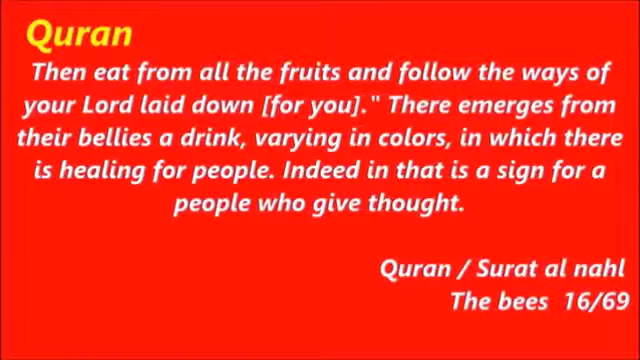 Quran
Then eat from all the fruits and follow the ways of
your Lord laid down [for you]." There emerges from
their bellies a drink, varying in colors, in which there
is healing for people. Indeed in that is a sign for a
people who give thought.
Quran / Surat al nahl
The bees 16/69